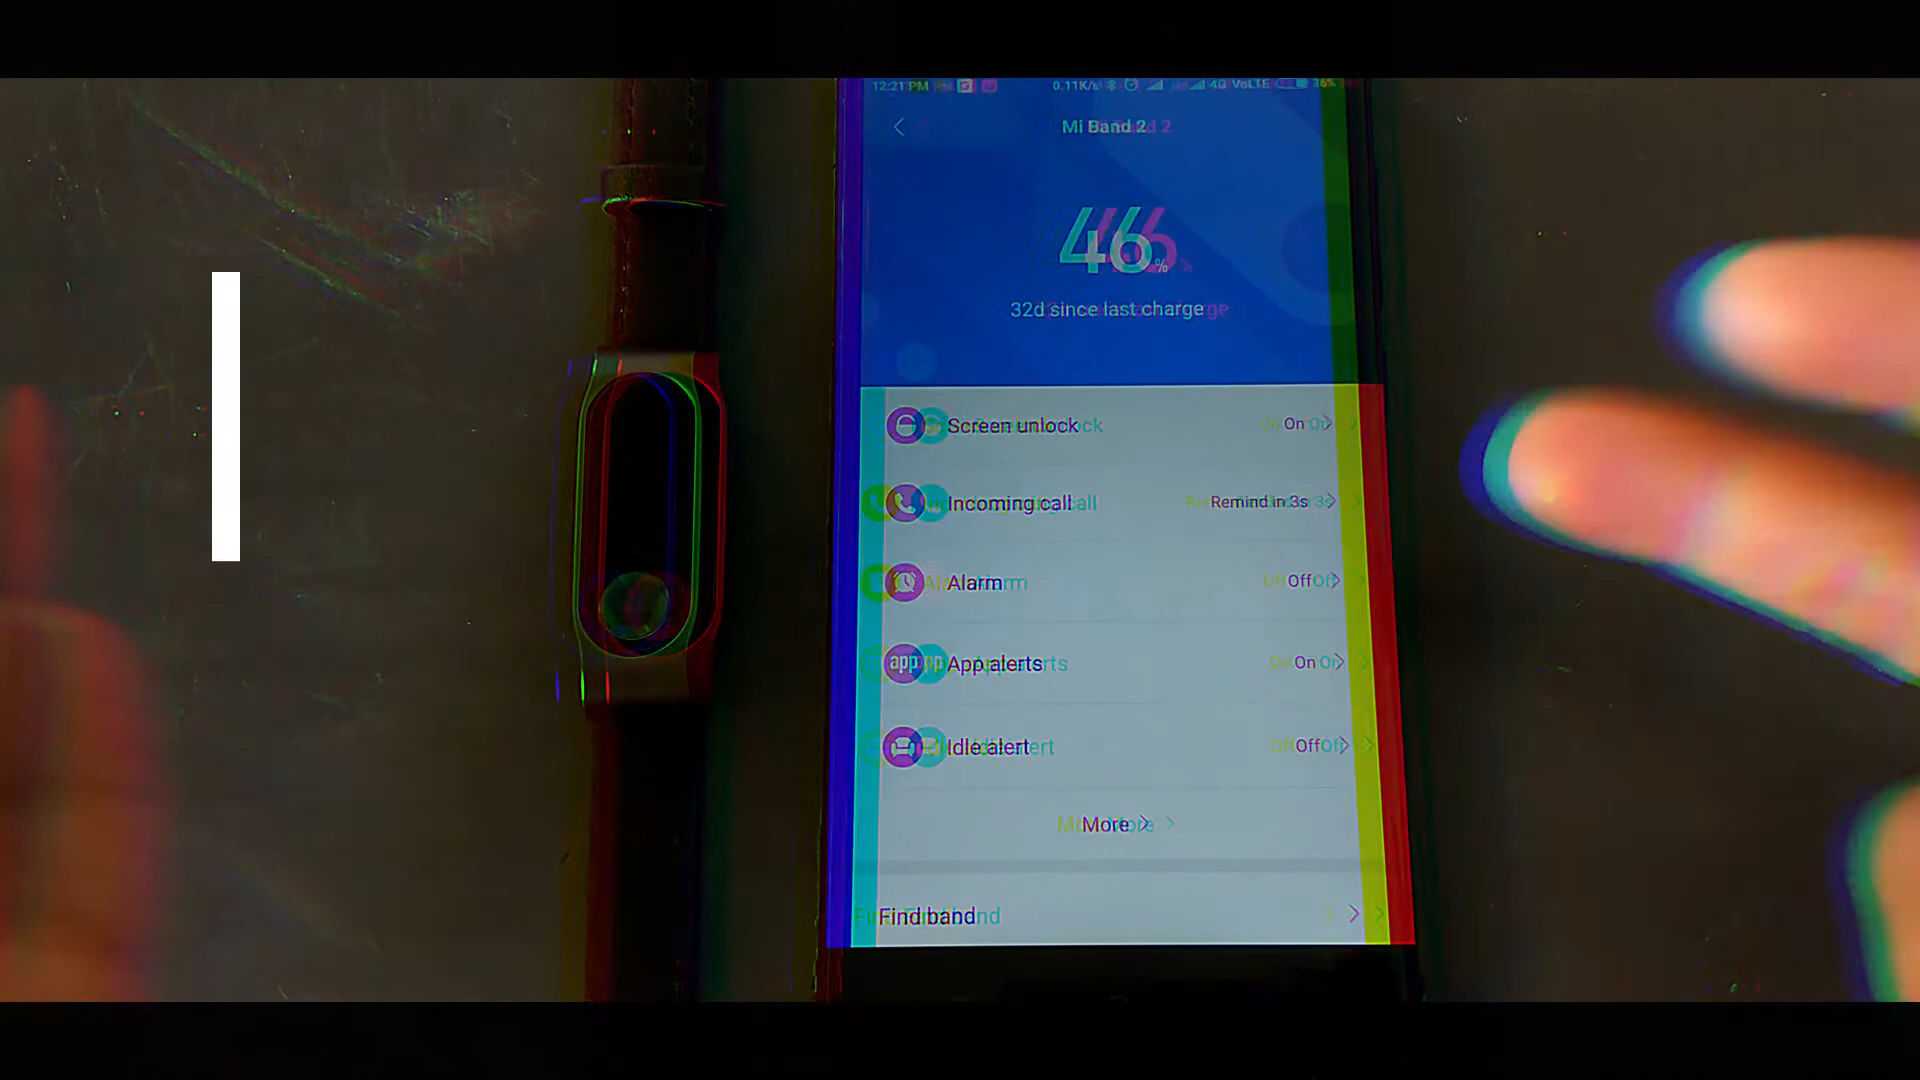 12:21 PM 0.11K/s 4G VoLTE 36%
Mi Band 2
46%
32d since last charge
Screen unlock On
Incoming call Remind in 3s
Alarm Off
app App alerts On
Idle alert Off
More
Find band